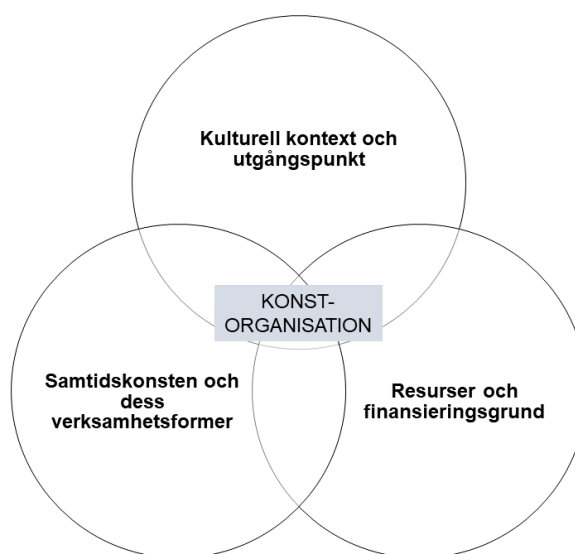 Kulturell kontext och
utgångspunkt
KONST-
ORGANISATION
Samtidskonsten och
dess
verksamhetsformer
Resurser och
finansieringsgrund